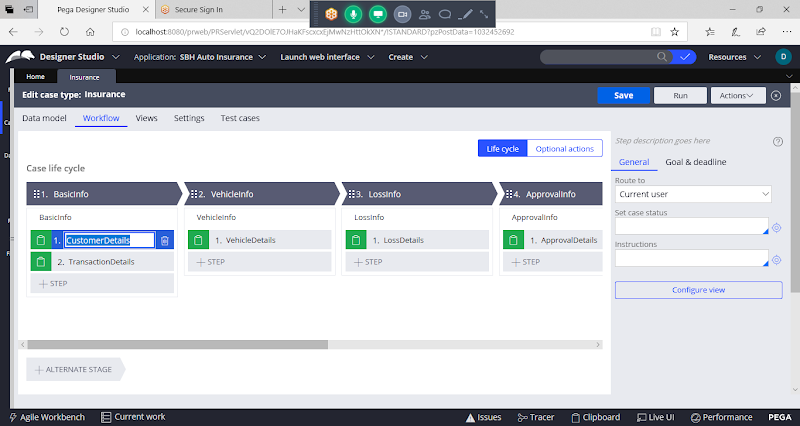 Pega Designer Studio
Secure Sign In
localhost:8080/prweb/PRServlet/
!STANDARD?pzPostData=1032452692
Designer Studio
Application: SBH Auto Insurance
Launch web interface
Create
Resources
D
Home
Insurance
Edit case type: Insurance
Save
Run
Actions
Data model
Workflow
Views
Settings
Test cases
Life cycle
Optional actions
Step description goes here
Case life cycle
General
Goal & deadline
1. BasicInfo
2. VehicleInfo
3. LossInfo
4. ApprovalInfo
Route to
Current user
BasicInfo
VehicleInfo
LossInfo
ApprovalInfo
Set case status
1. CustomerDetails
1. VehicleDetails
1. LossDetails
1. ApprovalDetails
Instructions
2. TransactionDetails
+ STEP
+ STEP
+ STEP
+ STEP
Configure view
+ ALTERNATE STAGE
Agile Workbench
Current work
Issues
Tracer
Clipboard
Live UI
Performance
PEGA